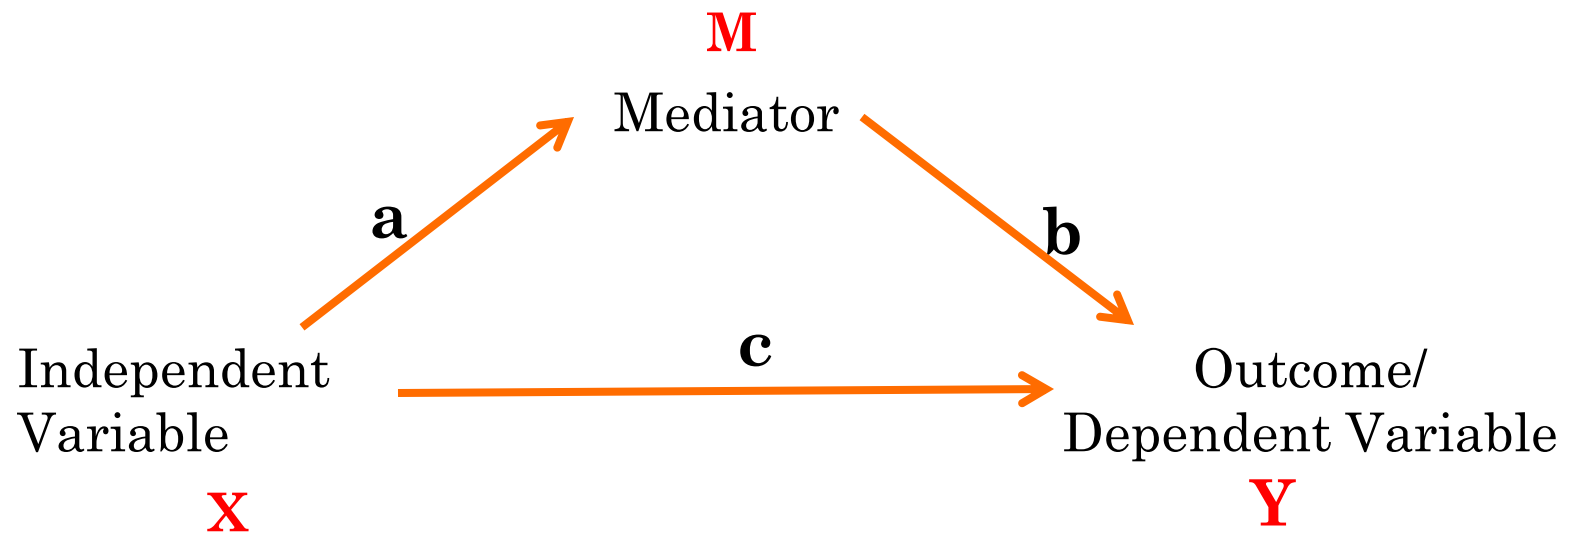 M
Mediator
a
b
c
Independent
Variable
X
Outcome/
Dependent Variable
Y